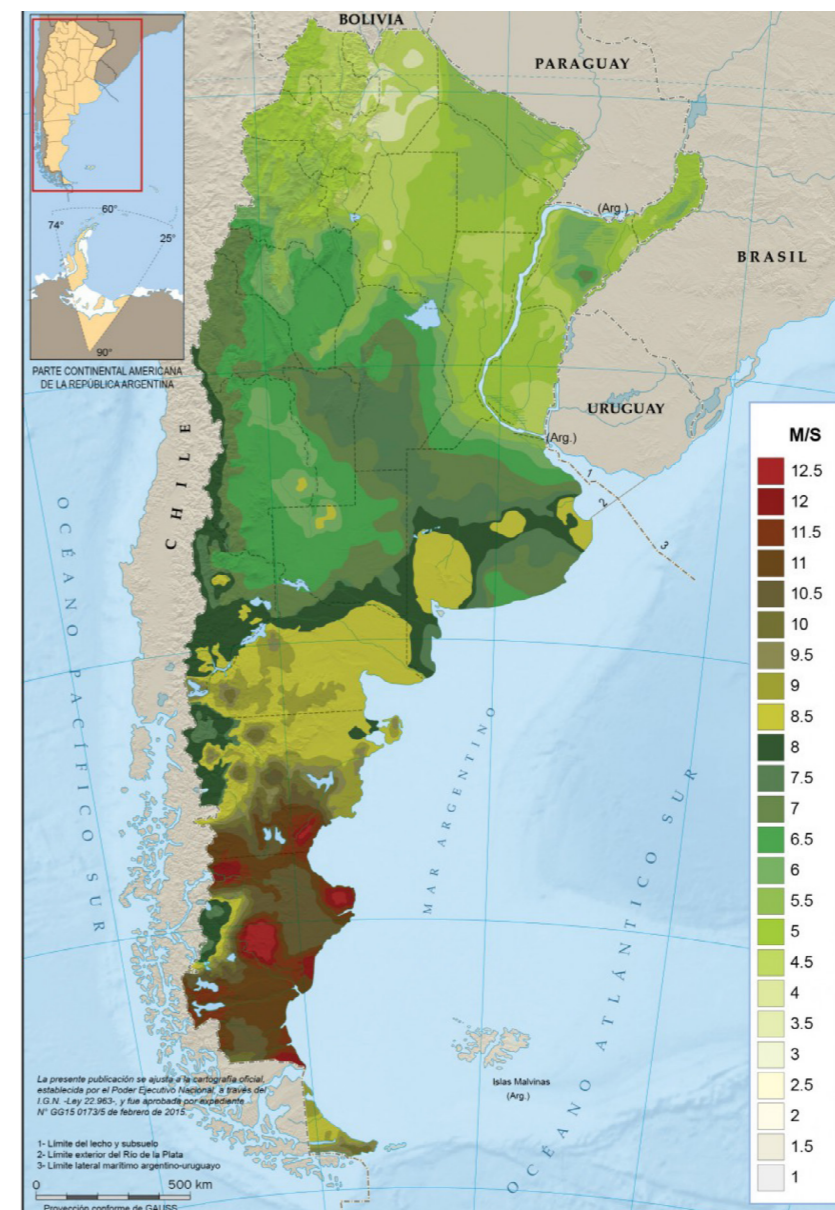 BOLIVIA
PARAGUAY
60°
74°
25°
90°
(Arg.)
BRASIL
PARTE CONTINENTAL AMERICANA
DE LA REPÚBLICA ARGENTINA
URUGUAY
(Arg.)
CHILE
1
2
3
OCÉANO PACÍFICO SUR
MAR ARGENTINO
OCÉANO ATLÁNTICO SUR
M/S
12.5
12
11.5
11
10.5
10
9.5
9
8.5
8
7.5
7
6.5
6
5.5
5
4.5
4
3.5
3
2.5
2
1.5
1
Islas Malvinas
(Arg.)
La presente publicación se ajusta a la cartografía oficial,
establecida por el Poder Ejecutivo Nacional, a través del
I.G.N. -Ley 22.963-, y fue aprobada por expediente
N° GG15 0173/5 de febrero de 2015
1- Límite del lecho y subsuelo
2- Límite exterior del Río de la Plata
3- Límite lateral marítimo argentino-uruguayo
0 500 km
Proyección conforme de GAUSS